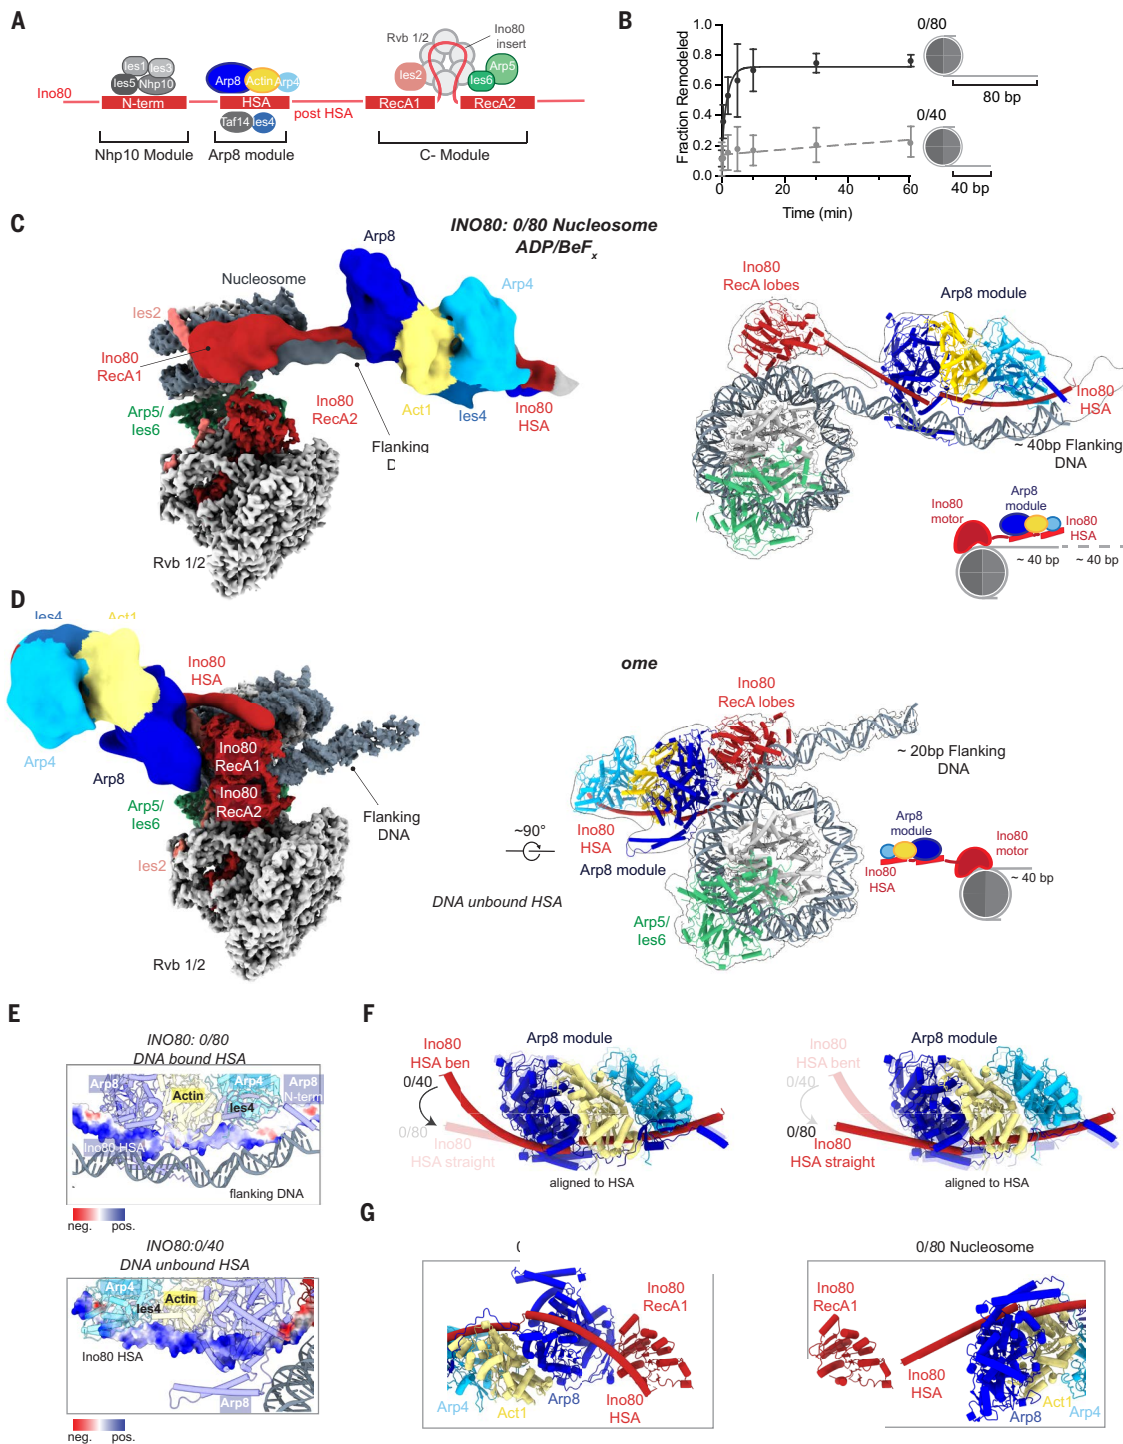 A
Rvb 1/2
Ino80
insert
Ies1
Ies3
Ies5
Nhp10
Arp8
Actin
Arp4
Ies2
Arp5
Ies6
Ino80
N-term
HSA
post HSA
RecA1
RecA2
Taf14
Ies4
Nhp10 Module
Arp8 module
C- Module
B
Fraction Remodeled
1.0
0.8
0.6
0.4
0.2
0.0
0
20
40
60
Time (min)
0/80
80 bp
0/40
40 bp
C
INO80: 0/80 Nucleosome
ADP/BeFx
Arp8
Nucleosome
Arp4
Ies2
Ino80
RecA1
Arp5/
Ies6
Ino80
RecA2
Act1
Ies4
Ino80
HSA
Flanking
Rvb 1/2
Ino80
RecA lobes
Arp8 module
Ino80
HSA
~ 40bp Flanking
DNA
Ino80
motor
Arp8
module
Ino80
HSA
~ 40 bp
~ 40 bp
D
Ies4
Act1
Ino80
HSA
Arp4
Arp8
Ino80
RecA1
Ino80
RecA2
Arp5/
Ies6
Ies2
Flanking
DNA
Rvb 1/2
~90°
DNA unbound HSA
ome
Ino80
RecA lobes
~ 20bp Flanking
DNA
Ino80
HSA
Arp8 module
Arp5/
Ies6
Arp8
module
Ino80
motor
Ino80
HSA
~ 40 bp
E
INO80: 0/80
DNA bound HSA
Arp8
Actin
Arp4
Ies4
Arp8
N-term
Ino80 HSA
flanking DNA
neg.
pos.
INO80:0/40
DNA unbound HSA
Arp4
Ies4
Actin
Ino80 HSA
Arp8
neg.
pos.
F
Ino80
HSA ben
Arp8 module
0/40
0/80
Ino80
HSA straight
aligned to HSA
Ino80
HSA bent
Arp8 module
0/40
0/80
Ino80
HSA straight
aligned to HSA
G
Ino80
RecA1
Arp4
Act1
Arp8
Ino80
HSA
0/80 Nucleosome
Ino80
RecA1
Ino80
HSA
Arp8
Act1
Arp4